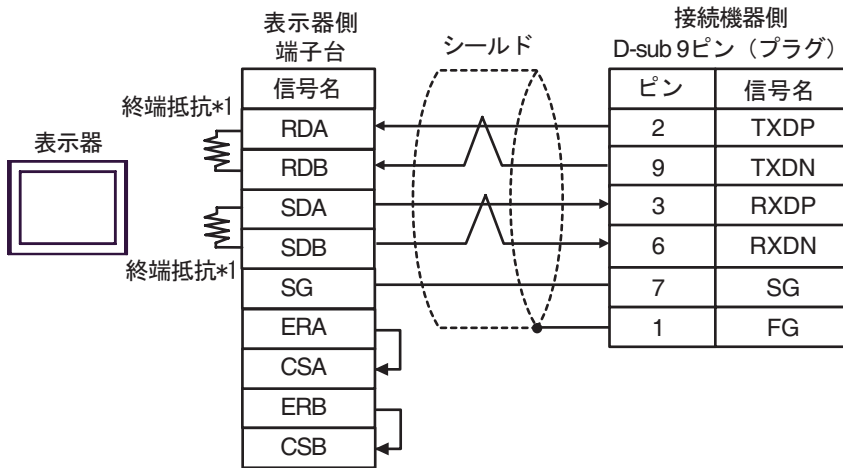 表示器側
端子台
シールド
接続機器側
D-sub 9ピン（プラグ）
信号名
ピン
信号名
終端抵抗*1
表示器
RDA
2
TXDP
RDB
9
TXDN
SDA
3
RXDP
SDB
6
RXDN
終端抵抗*1
SG
7
SG
ERA
1
FG
CSA
ERB
CSB